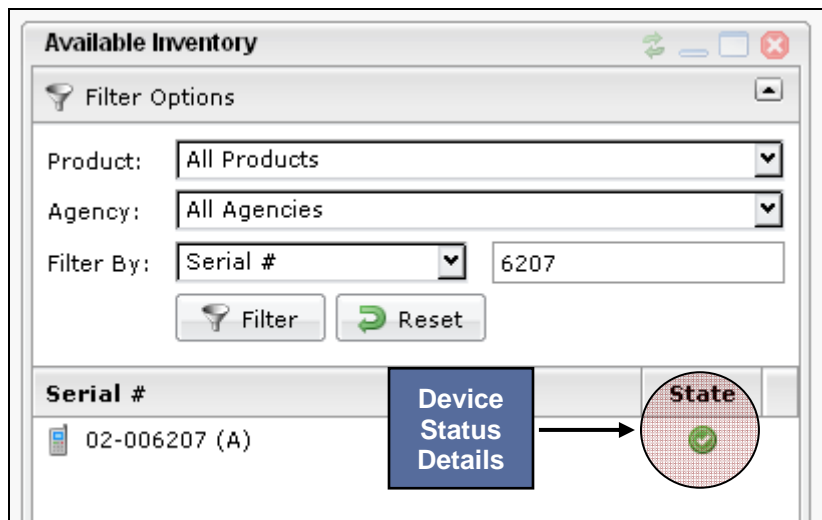 Available Inventory
Filter Options
Product: All Products
Agency: All Agencies
Filter By: Serial # 6207
Filter Reset
Serial # State
02-006207 (A)
Device
Status
Details